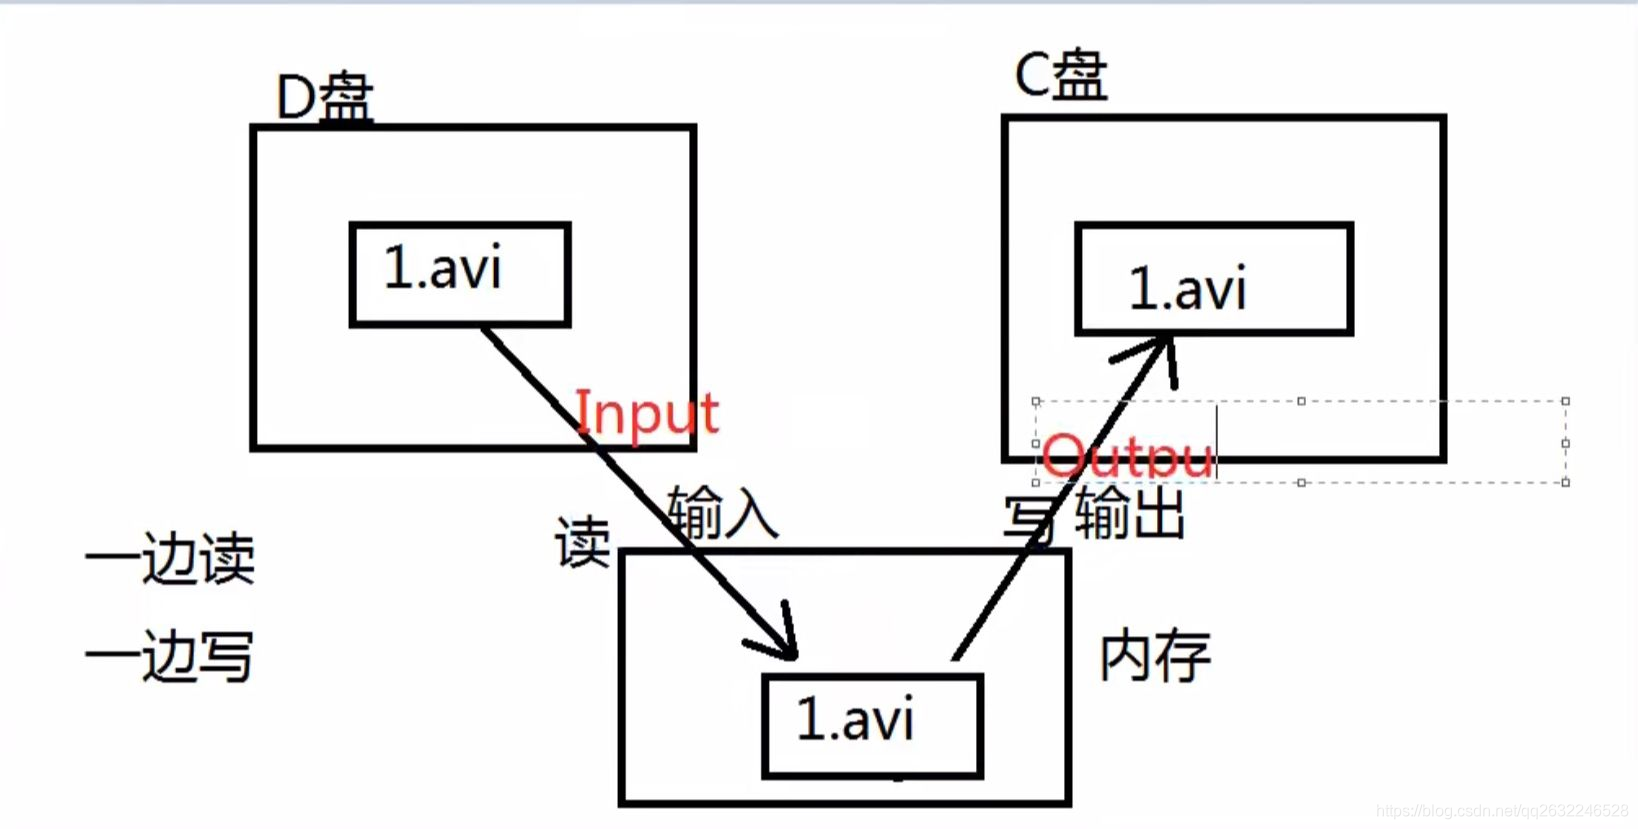 D盘
C盘
1.avi
1.avi
Input
Outpu
输入
写 输出
读
一边读
一边写
内存
1.avi
https://blog.csdn.net/qq2632246528